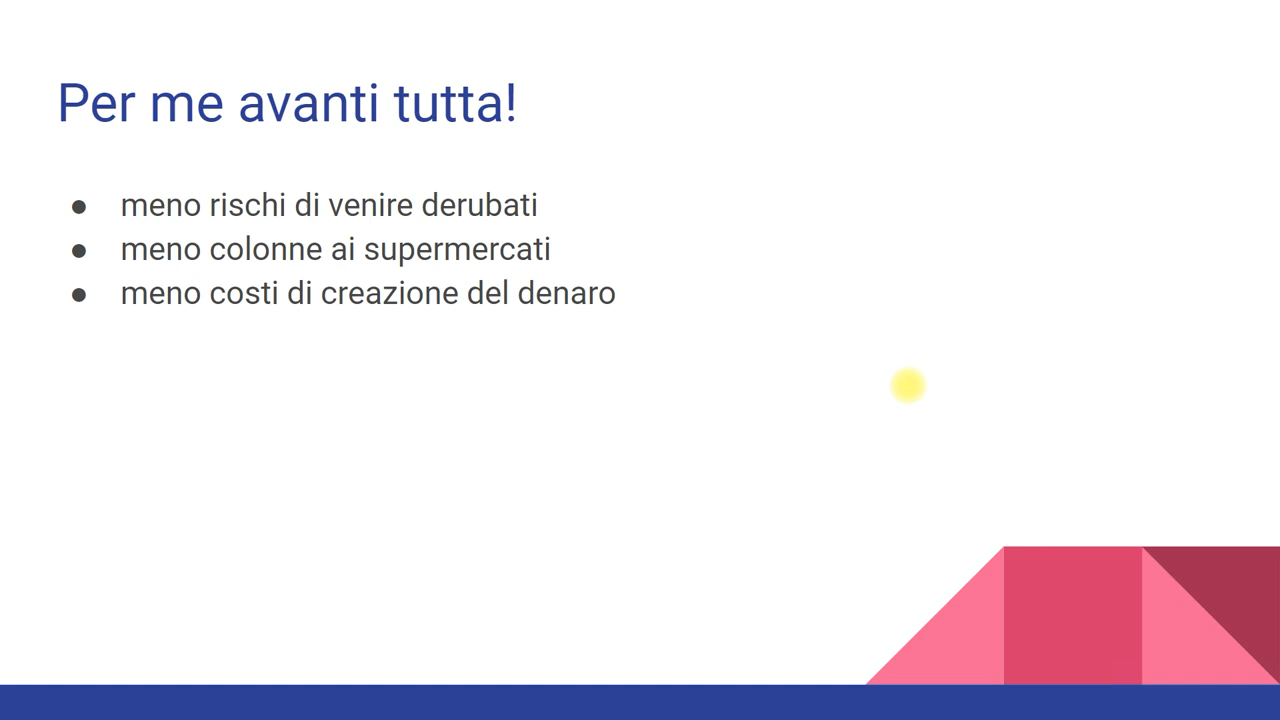 Per me avanti tutta!
● meno rischi di venire derubati
● meno colonne ai supermercati
● meno costi di creazione del denaro